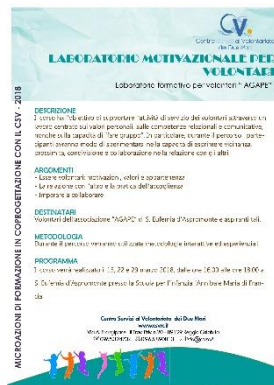 Centro Servizi al Volontariato
dei Due Mari
LABORATORIO MOTIVAZIONALE PER
VOLONTARI
Laboratorio formativo per volontari "AGAPE"
MICROAZIONI DI FORMAZIONE IN COPROGETTAZIONE CON IL CSV - 2018
DESCRIZIONE
Il corso ha l'obiettivo di supportare l'attività di servizio dei volontari attraverso un
lavoro centrato sui valori personali, sulle competenze relazionali e comunicative,
nonché sulla capacità di "fare gruppo". In particolare, durante il percorso i parte-
cipanti avranno modo di sperimentare nella capacità di esprimere vicinanza,
prossimità, condivisione e collaborazione nella relazione con gli altri.
ARGOMENTI
- Essere volontari: motivazioni, valori e appartenenza
- La relazione con l'altro e la pratica dell'accoglienza
- Imparare a collaborare
DESTINATARI
Volontari dell'associazione "AGAPE" di S. Eufemia d'Aspromonte e aspiranti tali.
METODOLOGIA
Durante il percorso verranno utilizzate metodologie interattive ed esperienziali
PROGRAMMA
Il corso verrà realizzato il 15, 22 e 29 marzo 2018, dalle ore 16.00 alle ore 18.00 a
S. Eufemia d'Aspromonte presso la Scuola per l'Infanzia "Annibale Maria di Fran-
cia"
Centro Servizi al Volontariato dei Due Mari